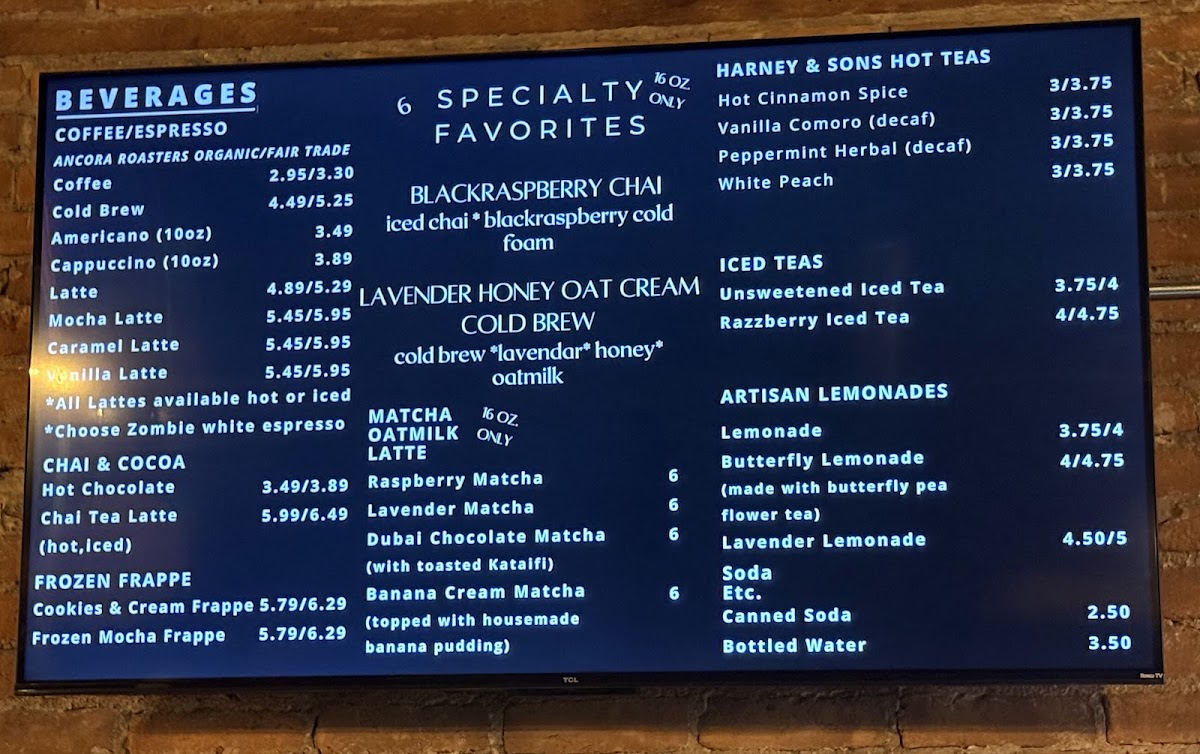 BEVERAGES
COFFEE/ESPRESSO
ANCORA ROASTERS ORGANIC/FAIR TRADE
Coffee 2.95/3.30
Cold Brew 4.49/5.25
Americano (10oz) 3.49
Cappuccino (10oz) 3.89
Latte 4.89/5.29
Mocha Latte 5.45/5.95
Caramel Latte 5.45/5.95
Vanilla Latte 5.45/5.95
*All Lattes available hot or iced
*Choose Zombie white espresso
CHAI & COCOA
Hot Chocolate 3.49/3.89
Chai Tea Latte 5.99/6.49
(hot,iced)
FROZEN FRAPPE
Cookies & Cream Frappe 5.79/6.29
Frozen Mocha Frappe 5.79/6.29
6 SPECIALTY 16 OZ.
FAVORITES ONLY
BLACKRASPBERRY CHAI
iced chai * blackraspberry cold
foam
LAVENDER HONEY OAT CREAM
COLD BREW
cold brew *lavendar* honey*
oatmilk
MATCHA 16 OZ.
OATMILK ONLY
LATTE
Raspberry Matcha 6
Lavender Matcha 6
Dubai Chocolate Matcha 6
(with toasted Kataifi)
Banana Cream Matcha 6
(topped with housemade
banana pudding)
HARNEY & SONS HOT TEAS
Hot Cinnamon Spice 3/3.75
Vanilla Comoro (decaf) 3/3.75
Peppermint Herbal (decaf) 3/3.75
White Peach 3/3.75
ICED TEAS
Unsweetened Iced Tea 3.75/4
Razzberry Iced Tea 4/4.75
ARTISAN LEMONADES
Lemonade 3.75/4
Butterfly Lemonade 4/4.75
(made with butterfly pea
flower tea)
Lavender Lemonade 4.50/5
Soda
Etc.
Canned Soda 2.50
Bottled Water 3.50
TCL
Roku TV